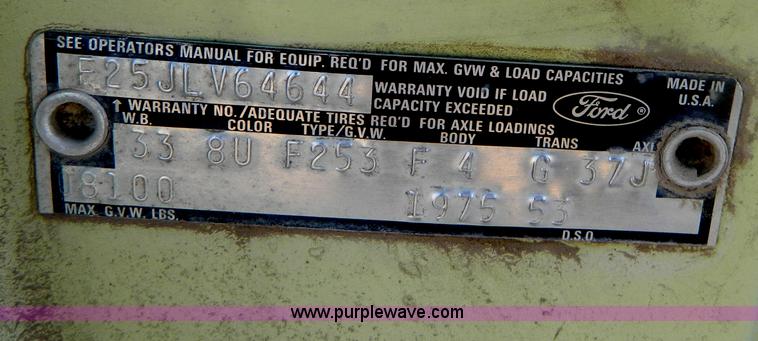 SEE OPERATORS MANUAL FOR EQUIP. REQ'D FOR MAX. GVW & LOAD CAPACITIES
F25JLV64644
WARRANTY VOID IF LOAD
CAPACITY EXCEEDED
Ford ®
MADE IN
U.S.A.
↑ WARRANTY NO./ADEQUATE TIRES REQ'D FOR AXLE LOADINGS
W.B. COLOR TYPE/G.V.W. BODY TRANS AXL
33 8U F253 F 4 G 37J
08100 1975 53
MAX. G.V.W. LBS. D.S.O.
www.purplewave.com